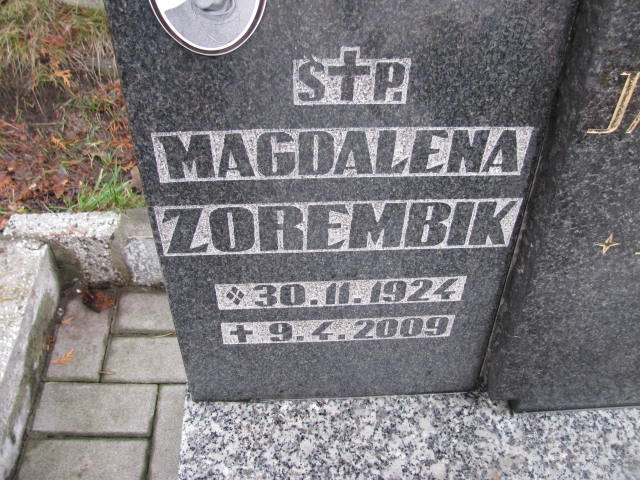 Ś✝P.
MAGDALENA
ZOREMBIK
30.11.1924
✝ 9.4.2009